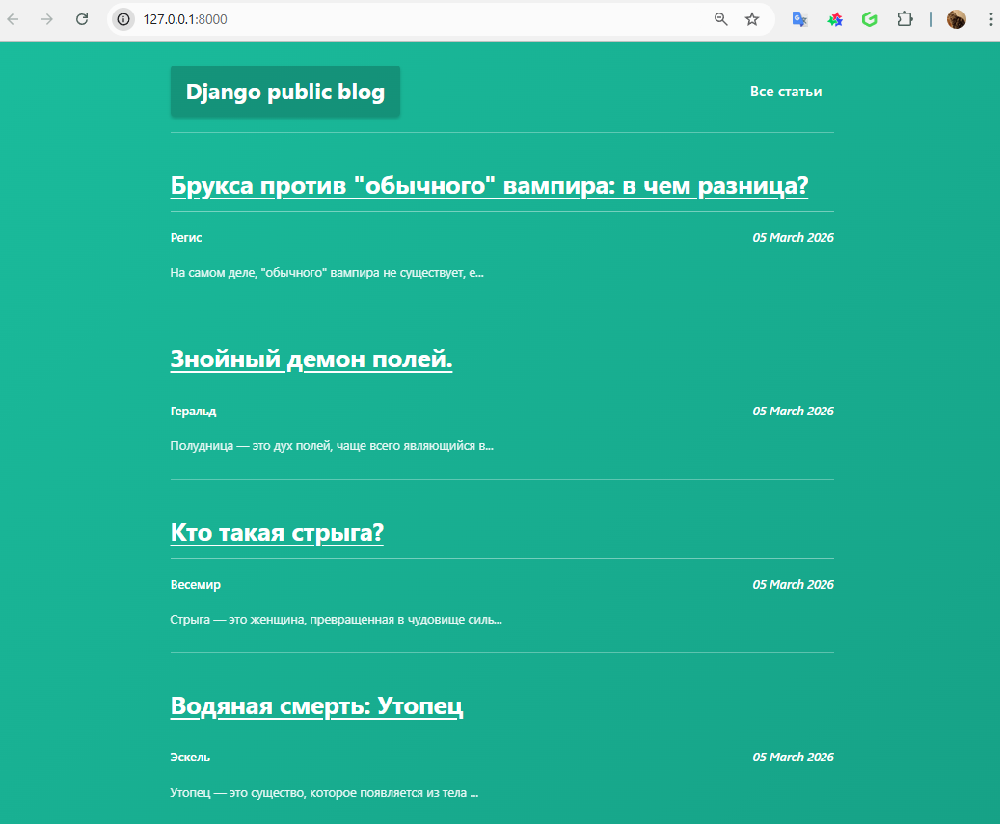 127.0.0.1:8000
Django public blog
Все статьи
Брукса против "обычного" вампира: в чем разница?
Регис
05 March 2026
На самом деле, "обычного" вампира не существует, е...
Знойный демон полей.
Геральд
05 March 2026
Полудница — это дух полей, чаще всего являющийся в...
Кто такая стрыга?
Весемир
05 March 2026
Стрыга — это женщина, превращенная в чудовище силь...
Водяная смерть: Утопец
Эскель
05 March 2026
Утопец — это существо, которое появляется из тела ...